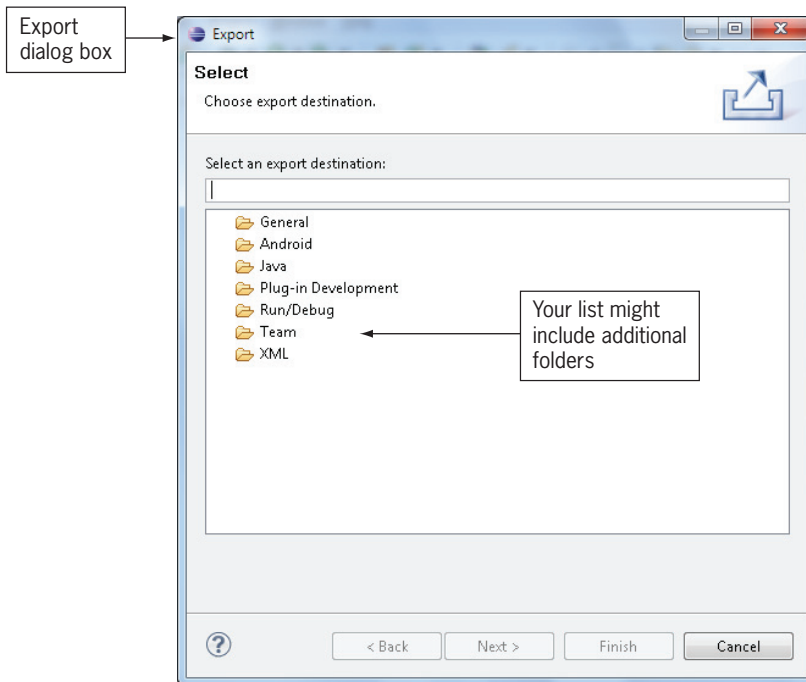 Export
dialog box
Export
Select
Choose export destination.
Select an export destination:
General
Android
Java
Plug-in Development
Run/Debug
Team
XML
Your list might
include additional
folders
?
< Back
Next >
Finish
Cancel